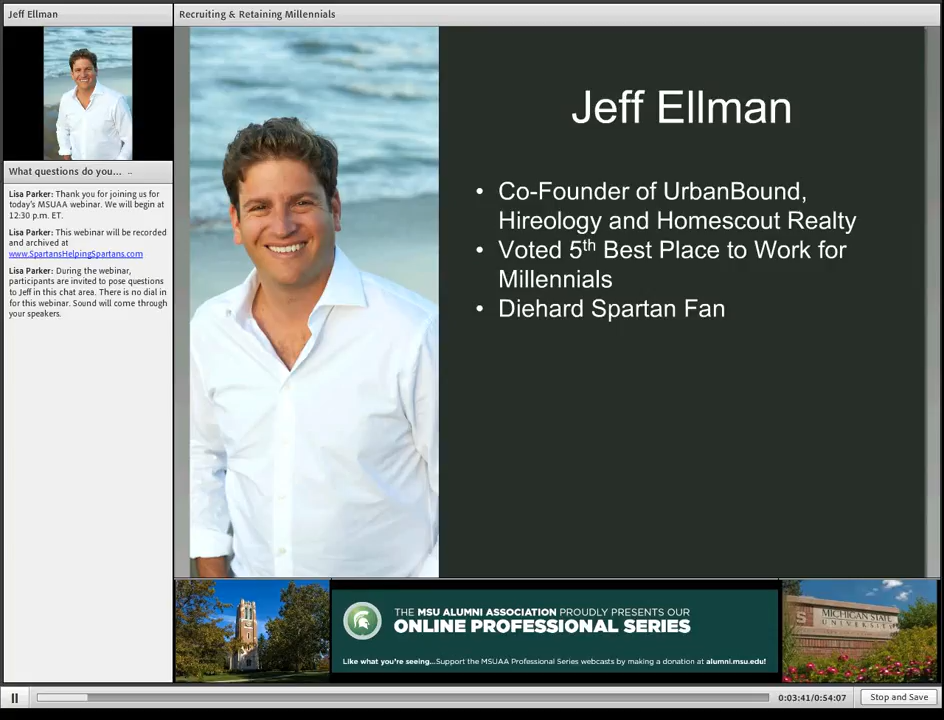 Jeff Ellman
Recruiting & Retaining Millennials
What questions do you... ..
Lisa Parker: Thank you for joining us for
today's MSUAA webinar. We will begin at
12:30 p.m. ET.
Lisa Parker: This webinar will be recorded
and archived at
www.SpartansHelpingSpartans.com
Lisa Parker: During the webinar,
participants are invited to pose questions
to Jeff in this chat area. There is no dial in
for this webinar. Sound will come through
your speakers.
Jeff Ellman
• Co-Founder of UrbanBound,
Hireology and Homescout Realty
• Voted 5th Best Place to Work for
Millennials
• Diehard Spartan Fan
THE MSU ALUMNI ASSOCIATION PROUDLY PRESENTS OUR
ONLINE PROFESSIONAL SERIES
Like what you're seeing...Support the MSUAA Professional Series webcasts by making a donation at alumni.msu.edu!
S
MICHIGAN STATE
UNIVERSITY
0:03:41/0:54:07
Stop and Save